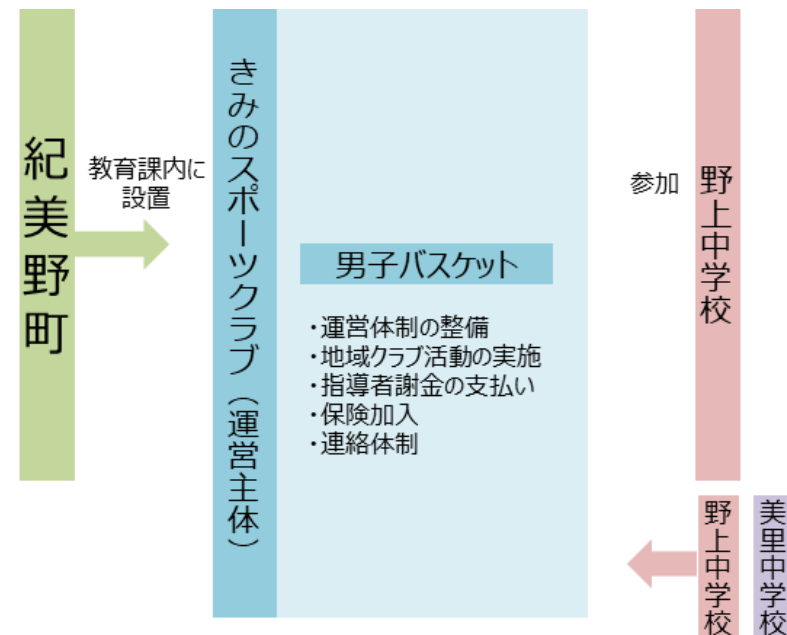 紀美野町
教育課内に
設置
きみのスポーツクラブ（運営主体）
男子バスケット
・運営体制の整備
・地域クラブ活動の実施
・指導者謝金の支払い
・保険加入
・連絡体制
参加
野上中学校
野上中学校
美里中学校